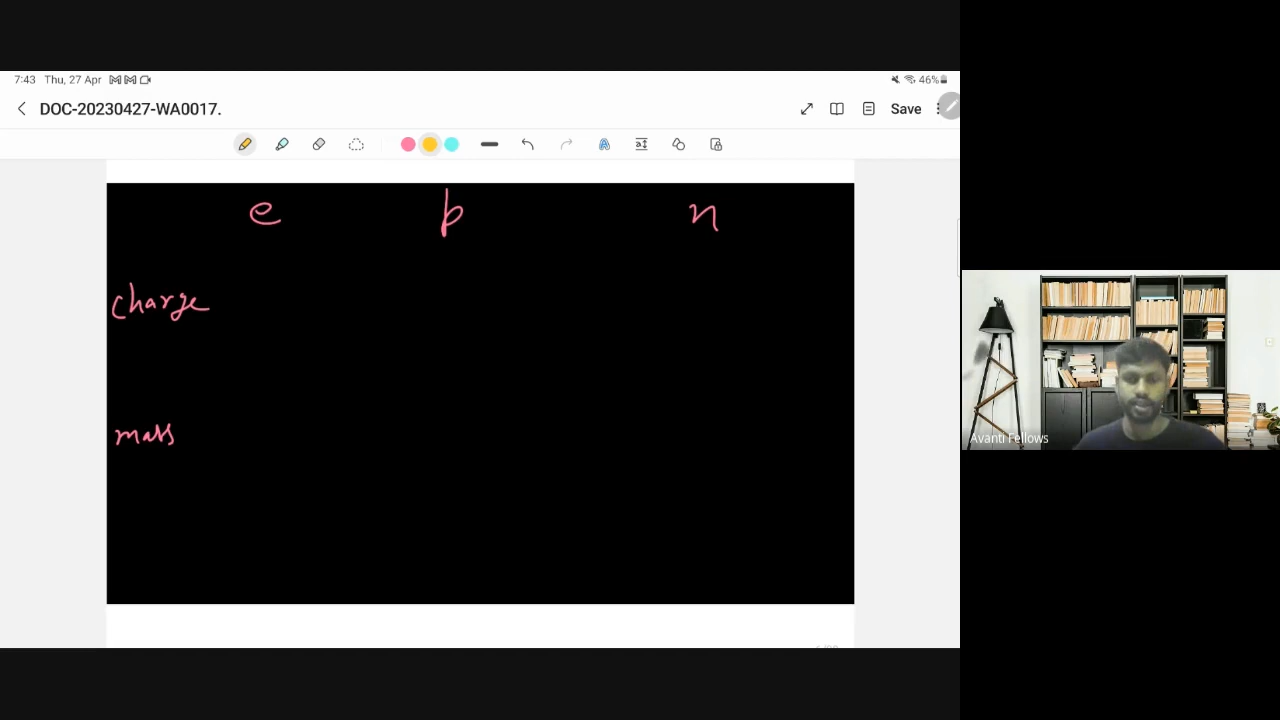 7:43 Thu, 27 Apr 46%
DOC-20230427-WA0017.
Save
e p n
charge
mass
Avanti Fellows